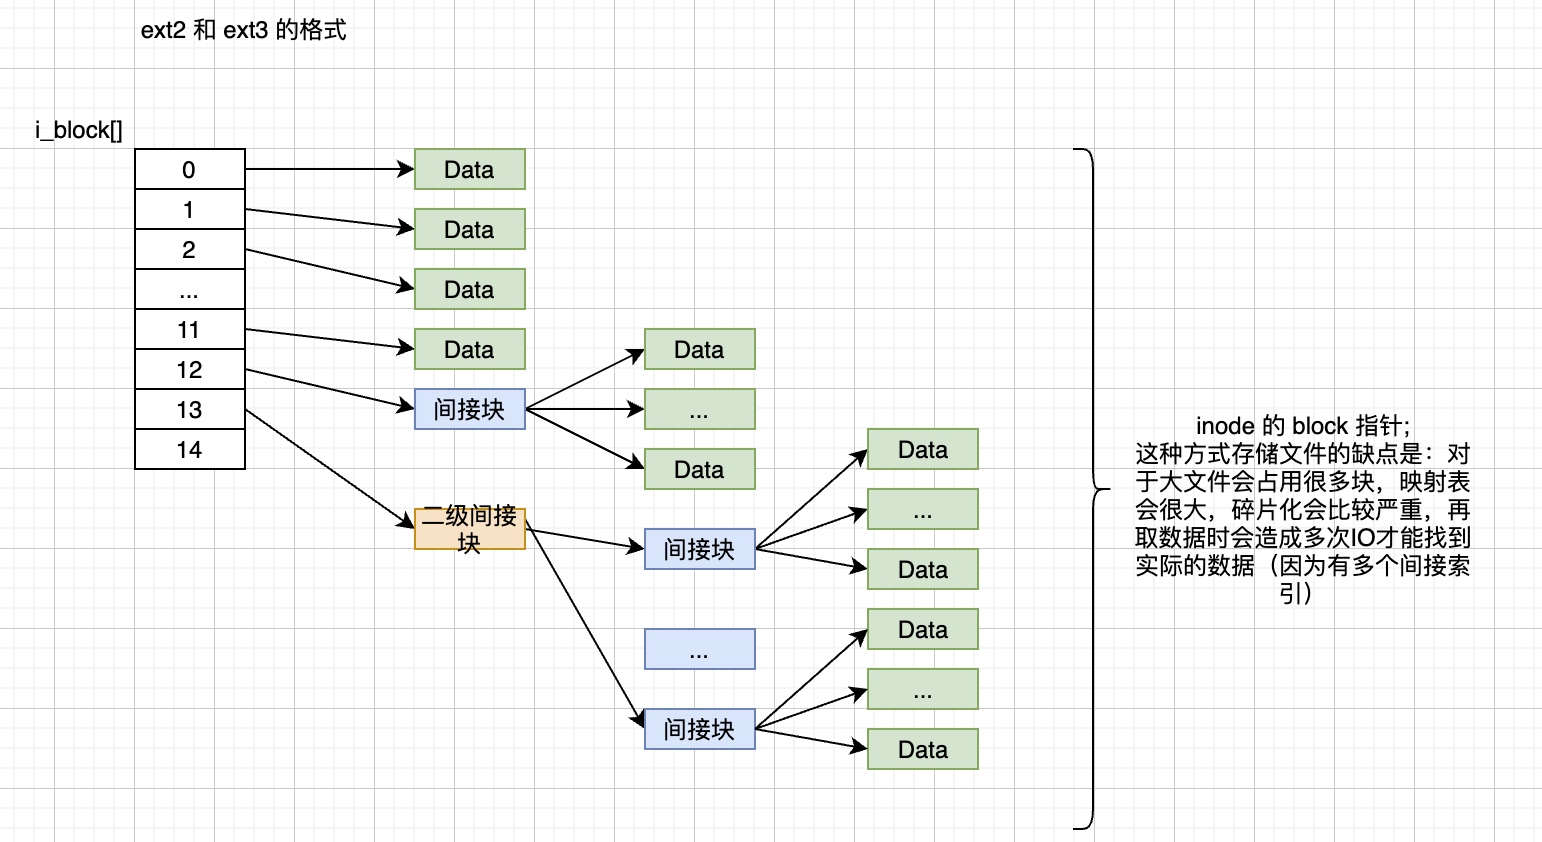 ext2 和 ext3 的格式
i_block[]
0
1
2
...
11
12
13
14
Data
Data
Data
Data
间接块
二级间接
块
Data
...
Data
间接块
...
间接块
Data
...
Data
Data
...
Data
inode 的 block 指针;
这种方式存储文件的缺点是：对
于大文件会占用很多块，映射表
会很大，碎片化会比较严重，再
取数据时会造成多次IO才能找到
实际的数据（因为有多个间接索
引）